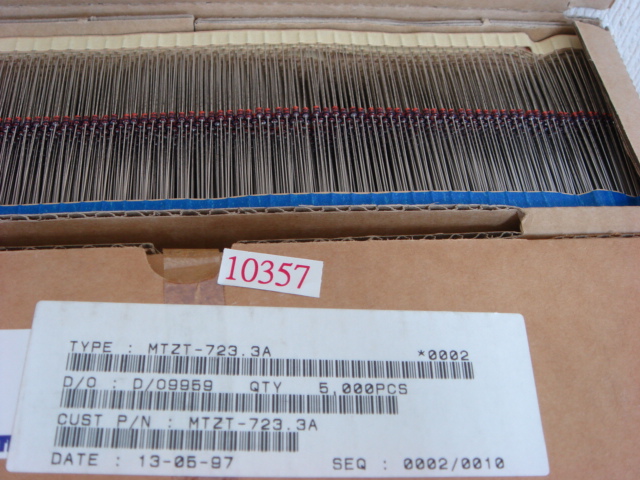 10357
TYPE : MTZT-723.3A *0002
D/O : D/09959 QTY 5,000PCS
CUST P/N : MTZT-723.3A
DATE : 13-05-97 SEQ : 0002/0010